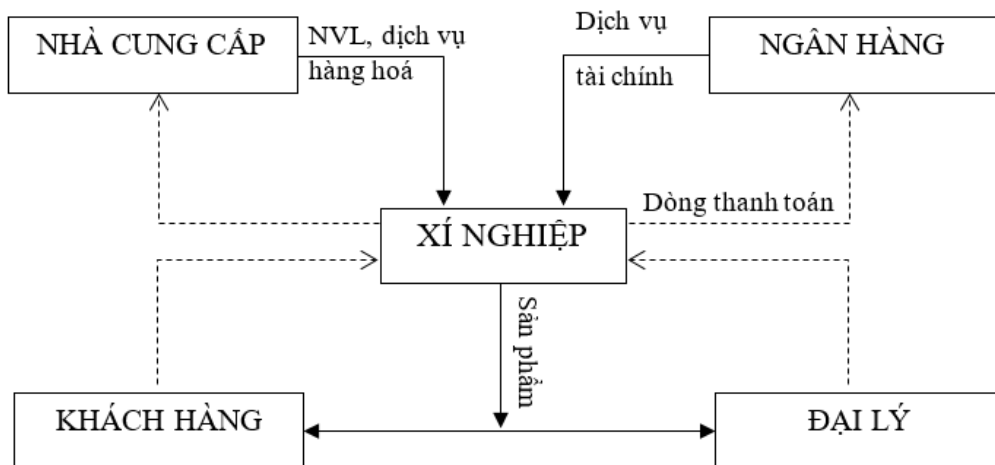 NHÀ CUNG CẤP
NVL, dịch vụ
hàng hoá
Dịch vụ
tài chính
NGÂN HÀNG
Dòng thanh toán
XÍ NGHIỆP
Sản phẩm
KHÁCH HÀNG
ĐẠI LÝ